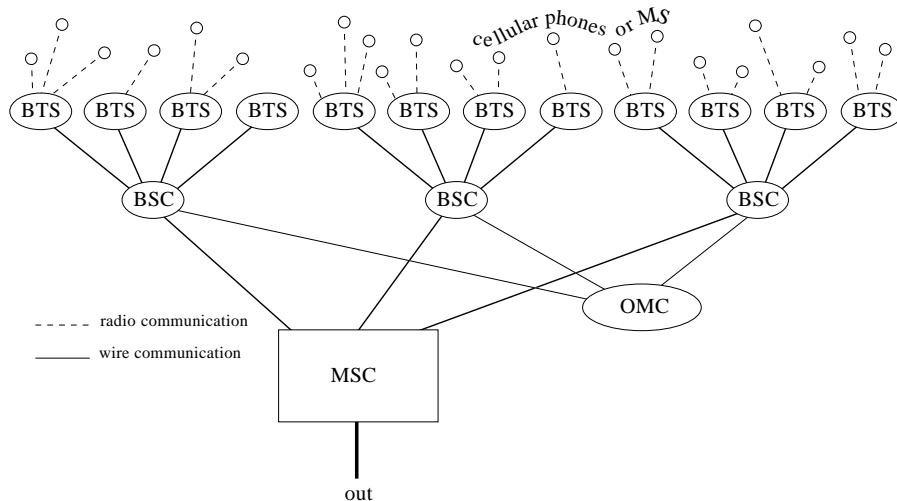 cellular phones or MS
BTS BTS BTS BTS BTS BTS BTS BTS BTS BTS BTS BTS
BSC BSC BSC
OMC
radio communication
wire communication
MSC
out